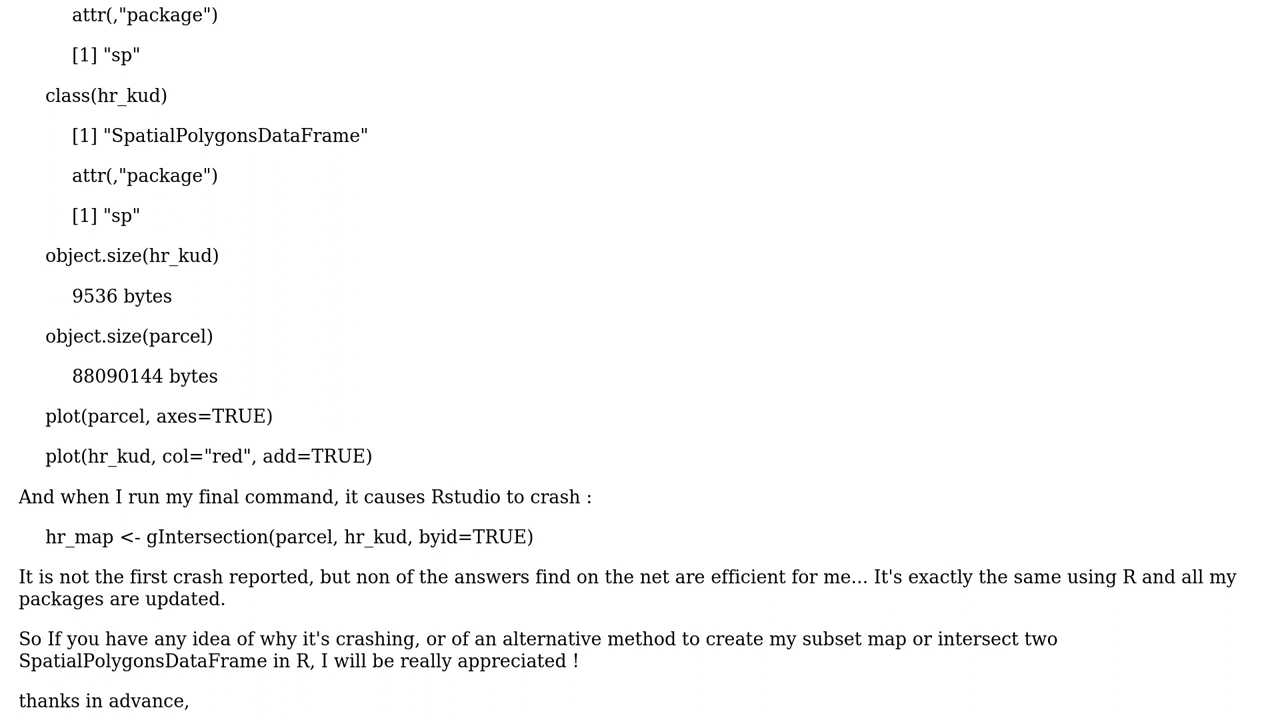 attr(,"package")
[1] "sp"
class(hr_kud)
[1] "SpatialPolygonsDataFrame"
attr(,"package")
[1] "sp"
object.size(hr_kud)
9536 bytes
object.size(parcel)
88090144 bytes
plot(parcel, axes=TRUE)
plot(hr_kud, col="red", add=TRUE)
And when I run my final command, it causes Rstudio to crash :
hr_map <- gIntersection(parcel, hr_kud, byid=TRUE)
It is not the first crash reported, but non of the answers find on the net are efficient for me... It's exactly the same using R and all my
packages are updated.
So If you have any idea of why it's crashing, or of an alternative method to create my subset map or intersect two
SpatialPolygonsDataFrame in R, I will be really appreciated !
thanks in advance,